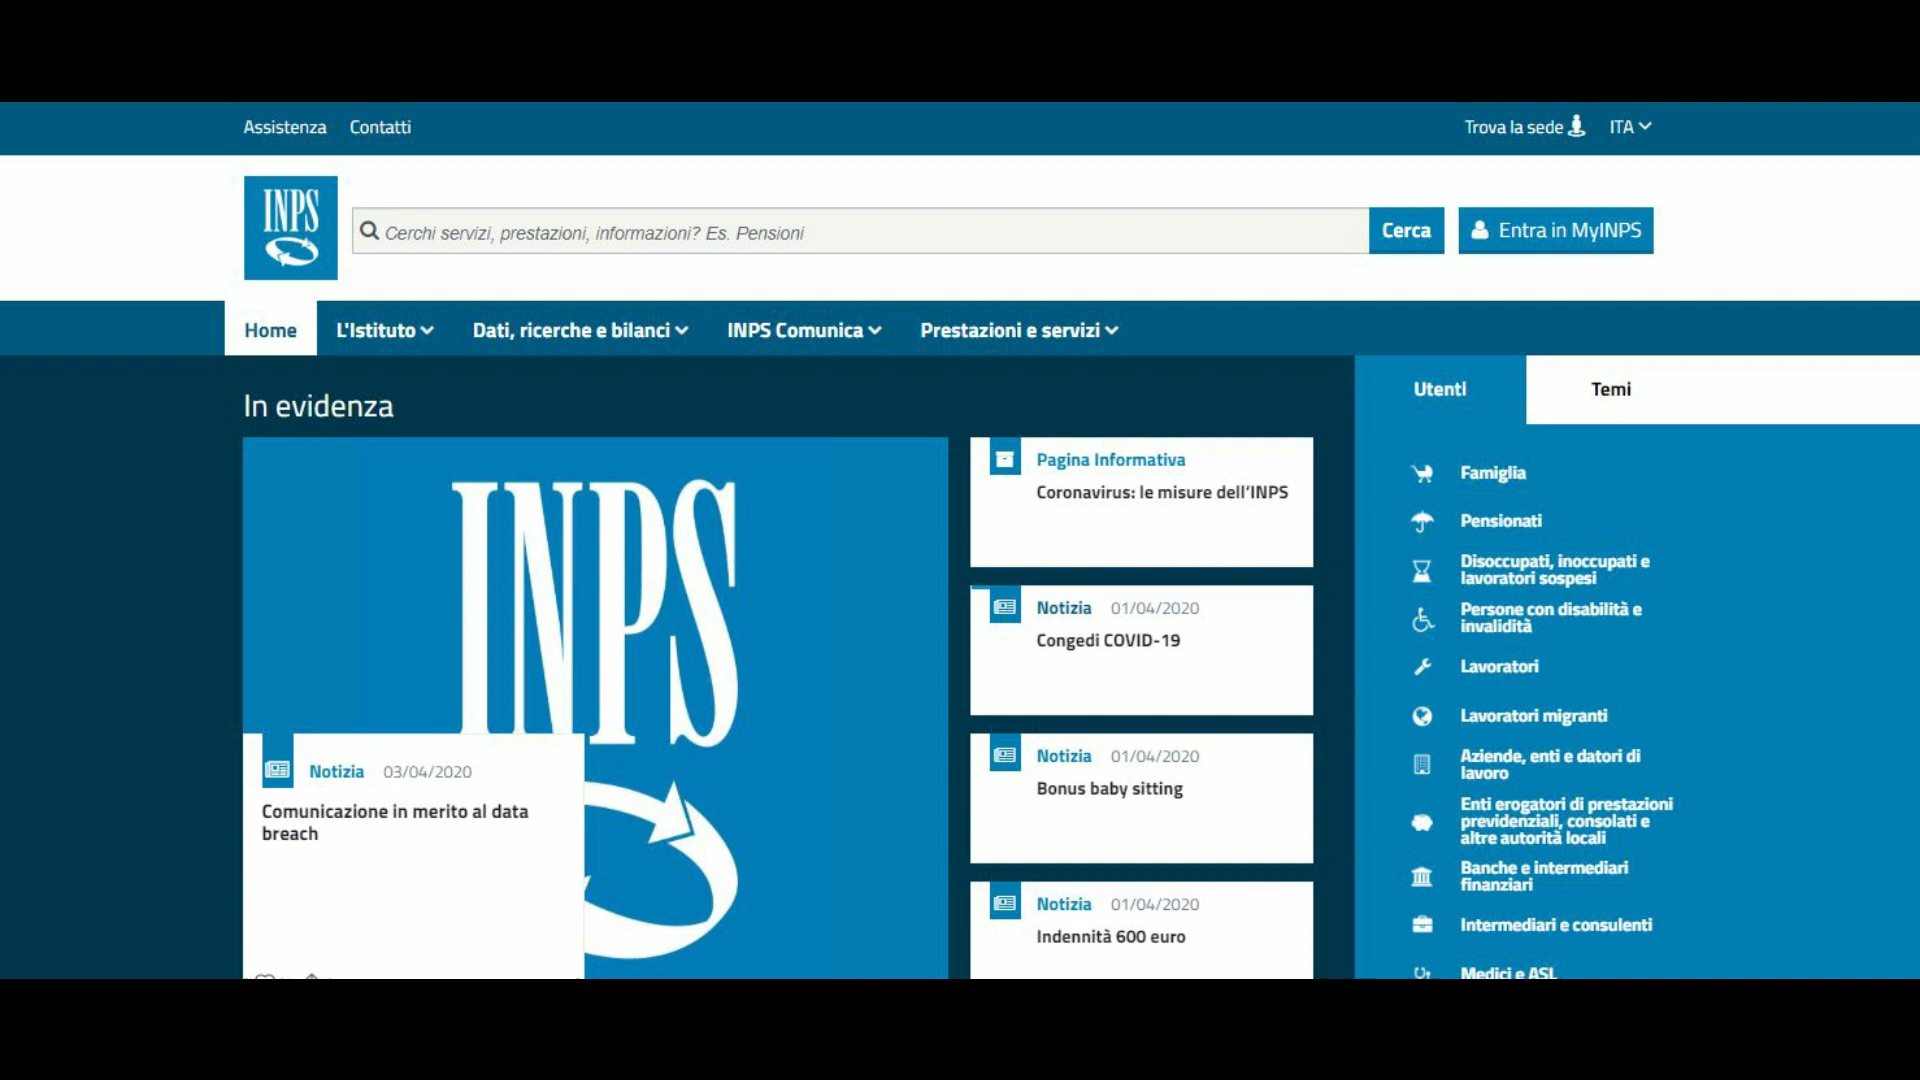 Assistenza Contatti
Trova la sede ITA
INPS
Cerchi servizi, prestazioni, informazioni? Es. Pensioni
Cerca
Entra in MyINPS
Home
L'Istituto
Dati, ricerche e bilanci
INPS Comunica
Prestazioni e servizi
In evidenza
INPS
Notizia 03/04/2020
Comunicazione in merito al data
breach
Pagina Informativa
Coronavirus: le misure dell'INPS
Notizia 01/04/2020
Congedi COVID-19
Notizia 01/04/2020
Bonus baby sitting
Notizia 01/04/2020
Indennità 600 euro
Utenti
Temi
Famiglia
Pensionati
Disoccupati, inoccupati e
lavoratori sospesi
Persone con disabilità e
invalidità
Lavoratori
Lavoratori migranti
Aziende, enti e datori di
lavoro
Enti erogatori di prestazioni
previdenziali, consolati e
altre autorità locali
Banche e intermediari
finanziari
Intermediari e consulenti
Medici e ASL